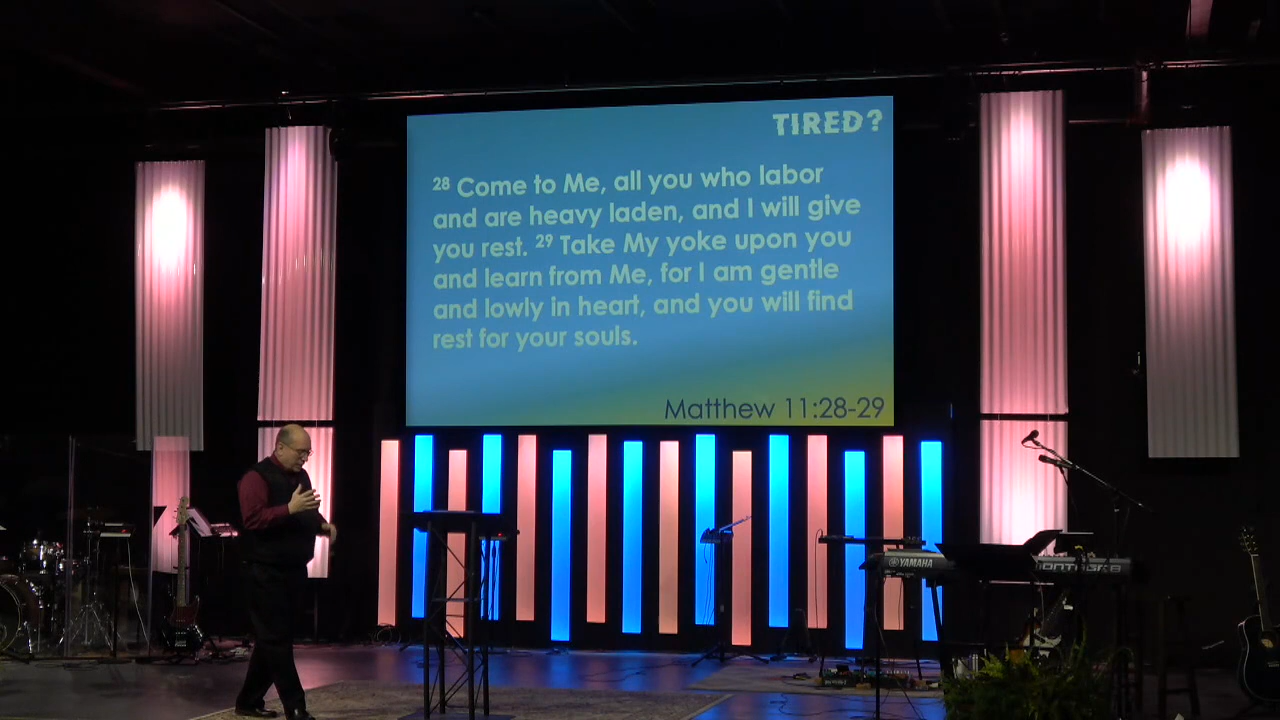 TIRED?
28 Come to Me, all you who labor
and are heavy laden, and I will give
you rest. 29 Take My yoke upon you
and learn from Me, for I am gentle
and lowly in heart, and you will find
rest for your souls.
Matthew 11:28-29
YAMAHA
MONTAGE8